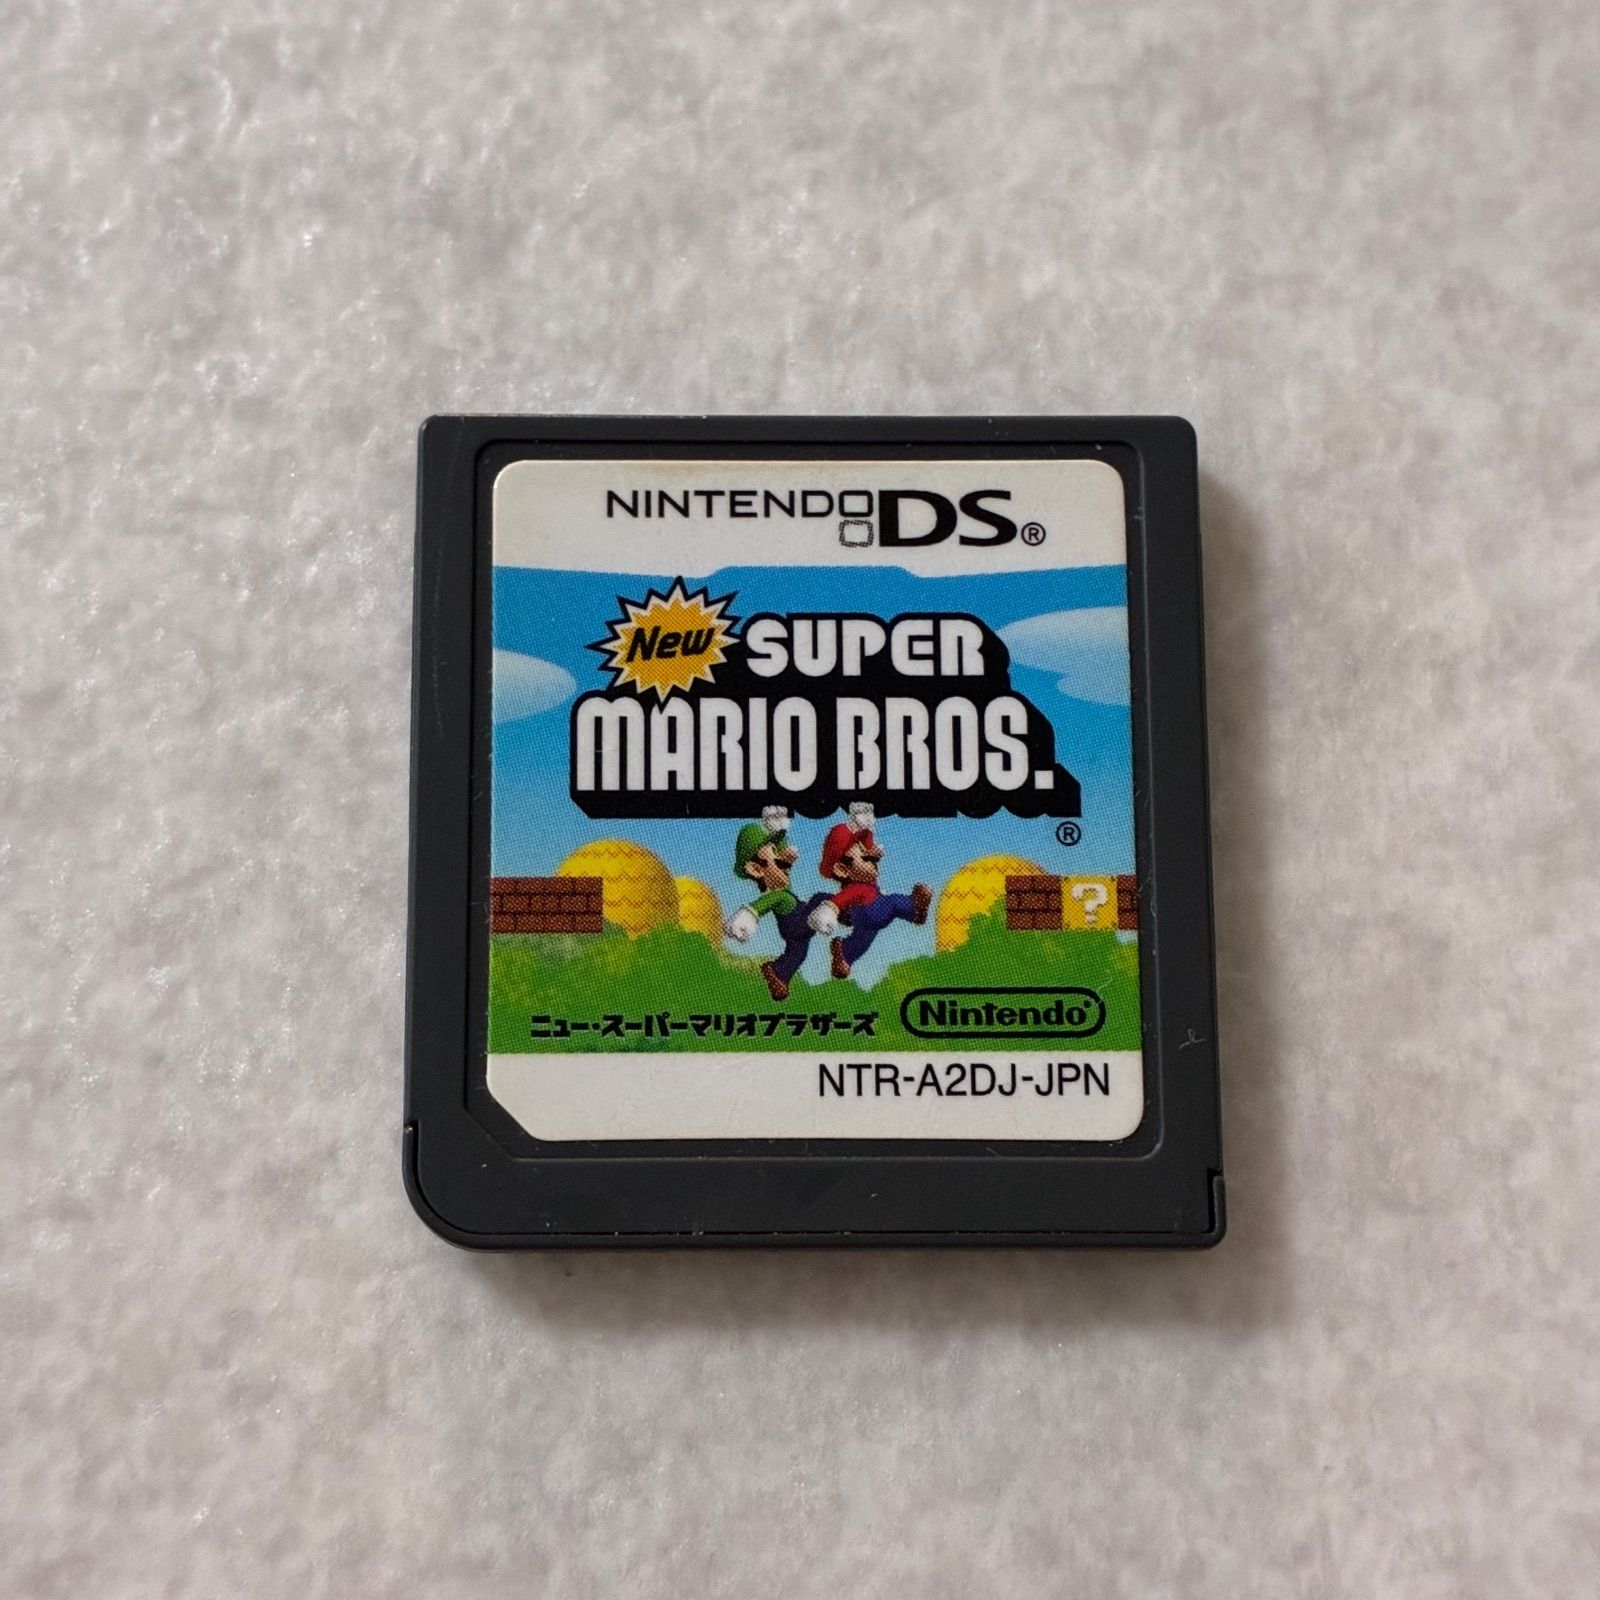 NINTENDO DS®
New SUPER
MARIO BROS.
®
?
ニュー・スーパーマリオブラザーズ
Nintendo®
NTR-A2DJ-JPN